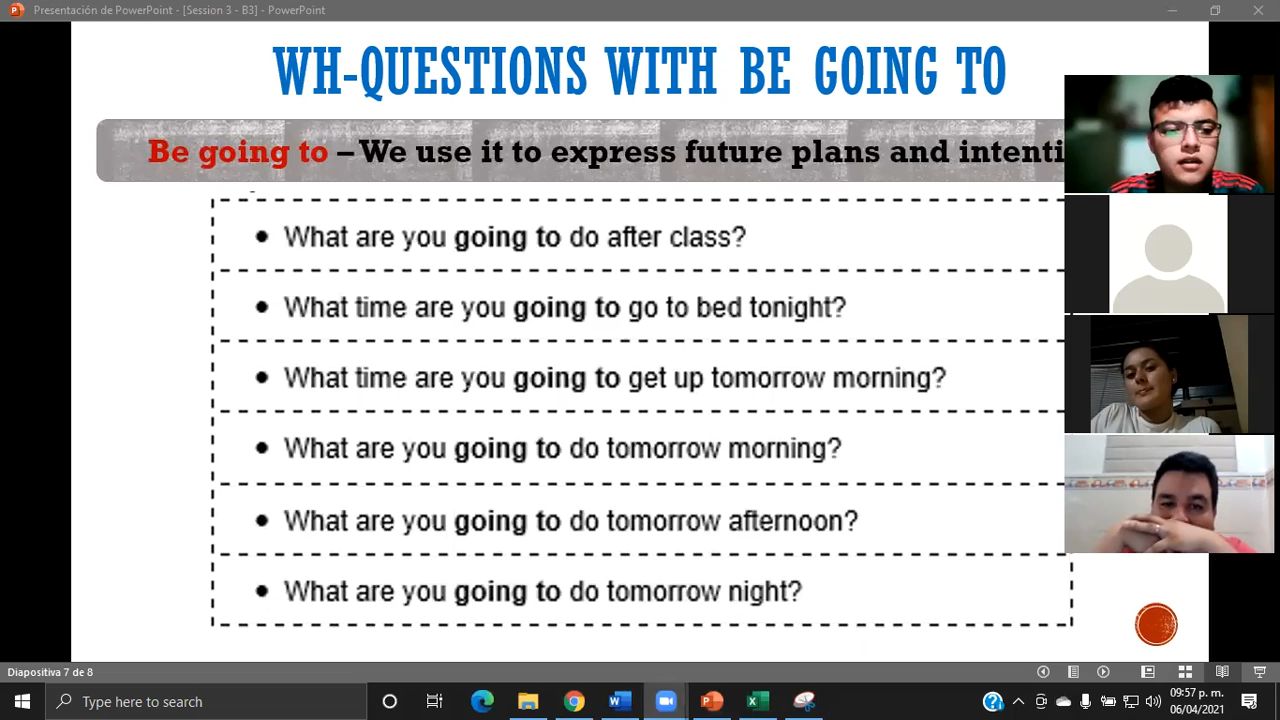 Presentación de PowerPoint - [Session 3 - B3] - PowerPoint
WH-QUESTIONS WITH BE GOING TO
Be going to – We use it to express future plans and intenti
• What are you going to do after class?
• What time are you going to go to bed tonight?
• What time are you going to get up tomorrow morning?
• What are you going to do tomorrow morning?
• What are you going to do tomorrow afternoon?
• What are you going to do tomorrow night?
Diapositiva 7 de 8
Type here to search
09:57 p. m.
06/04/2021